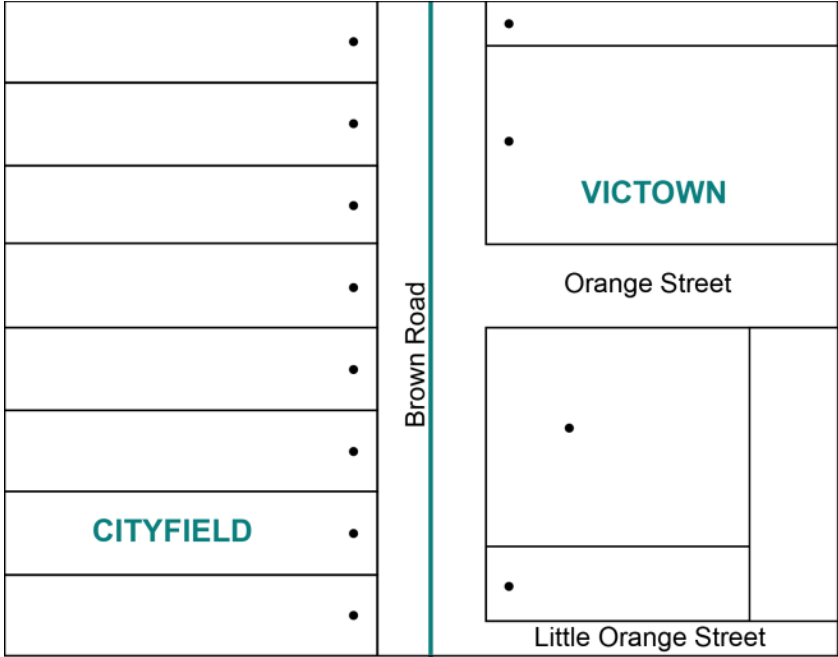 VICTOWN
Orange Street
Brown Road
CITYFIELD
Little Orange Street